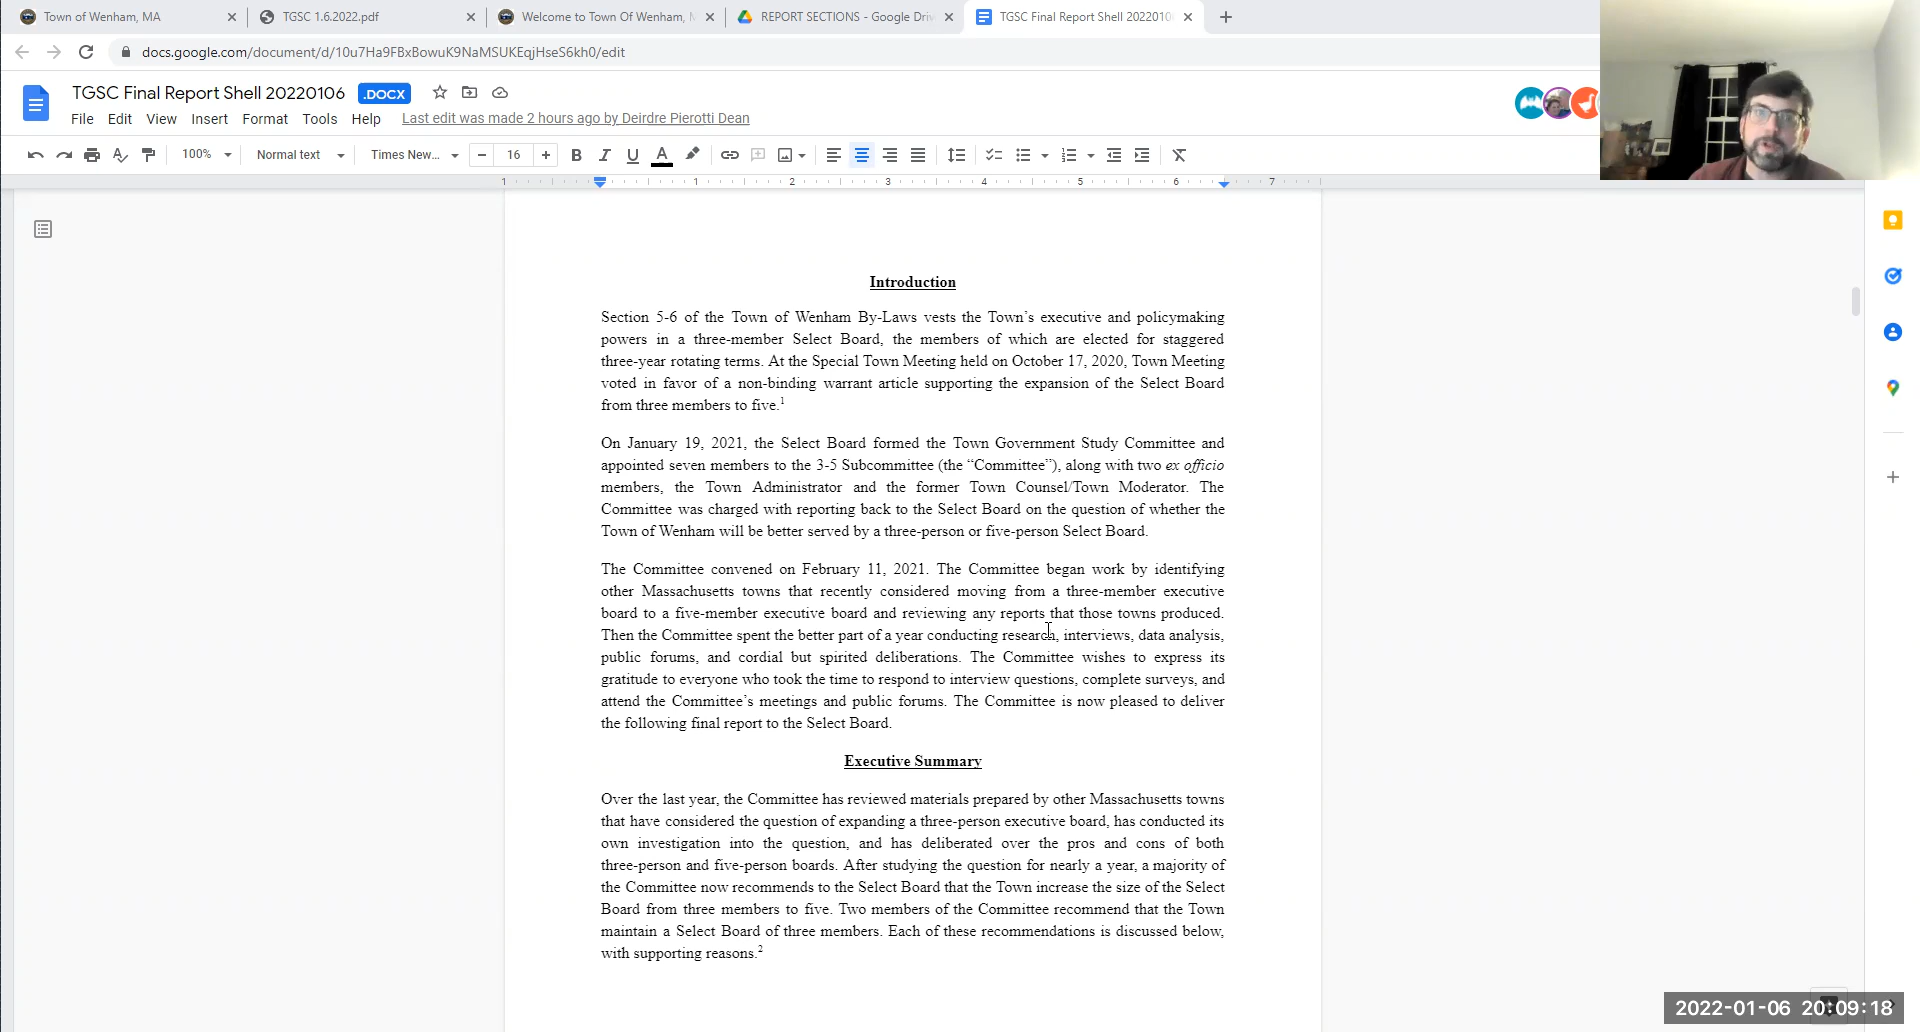 Town of Wenham, MA
TGSC 1.6.2022.pdf
Welcome to Town Of Wenham,
REPORT SECTIONS - Google Driv
TGSC Final Report Shell 2022010
docs.google.com/document/d/10u7Ha9FBxBowuK9NaMSUKEqjHseS6kh0/edit
TGSC Final Report Shell 20220106 .DOCX
File Edit View Insert Format Tools Help Last edit was made 2 hours ago by Deirdre Pierotti Dean
100% Normal text Times New... 16 B I U A
1 1 2 3 4 5 6 7
Introduction
Section 5-6 of the Town of Wenham By-Laws vests the Town’s executive and policymaking
powers in a three-member Select Board, the members of which are elected for staggered
three-year rotating terms. At the Special Town Meeting held on October 17, 2020, Town Meeting
voted in favor of a non-binding warrant article supporting the expansion of the Select Board
from three members to five.1
On January 19, 2021, the Select Board formed the Town Government Study Committee and
appointed seven members to the 3-5 Subcommittee (the “Committee”), along with two ex officio
members, the Town Administrator and the former Town Counsel/Town Moderator. The
Committee was charged with reporting back to the Select Board on the question of whether the
Town of Wenham will be better served by a three-person or five-person Select Board.
The Committee convened on February 11, 2021. The Committee began work by identifying
other Massachusetts towns that recently considered moving from a three-member executive
board to a five-member executive board and reviewing any reports that those towns produced.
Then the Committee spent the better part of a year conducting research, interviews, data analysis,
public forums, and cordial but spirited deliberations. The Committee wishes to express its
gratitude to everyone who took the time to respond to interview questions, complete surveys, and
attend the Committee’s meetings and public forums. The Committee is now pleased to deliver
the following final report to the Select Board.
Executive Summary
Over the last year, the Committee has reviewed materials prepared by other Massachusetts towns
that have considered the question of expanding a three-person executive board, has conducted its
own investigation into the question, and has deliberated over the pros and cons of both
three-person and five-person boards. After studying the question for nearly a year, a majority of
the Committee now recommends to the Select Board that the Town increase the size of the Select
Board from three members to five. Two members of the Committee recommend that the Town
maintain a Select Board of three members. Each of these recommendations is discussed below,
with supporting reasons.2
2022-01-06 20:09:18